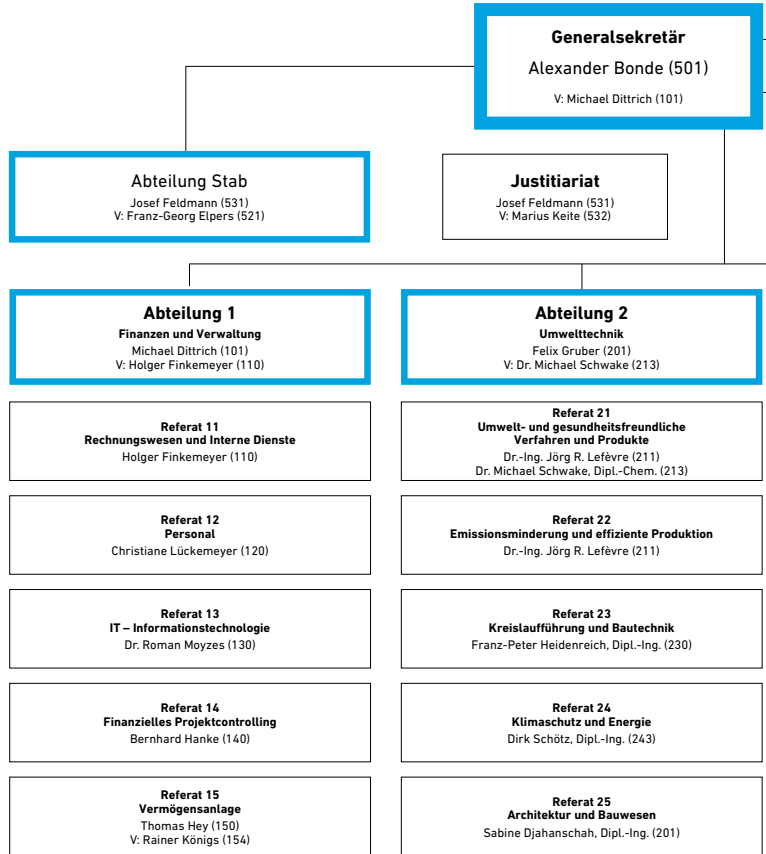 Generalsekretär
Alexander Bonde (501)
V: Michael Dittrich (101)
Abteilung Stab
Josef Feldmann (531)
V: Franz-Georg Elpers (521)
Justitiariat
Josef Feldmann (531)
V: Marius Keite (532)
Abteilung 1
Finanzen und Verwaltung
Michael Dittrich (101)
V: Holger Finkemeyer (110)
Referat 11
Rechnungswesen und Interne Dienste
Holger Finkemeyer (110)
Referat 12
Personal
Christiane Lückemeyer (120)
Referat 13
IT – Informationstechnologie
Dr. Roman Moyzes (130)
Referat 14
Finanzielles Projektcontrolling
Bernhard Hanke (140)
Referat 15
Vermögensanlage
Thomas Hey (150)
V: Rainer Königs (154)
Abteilung 2
Umwelttechnik
Felix Gruber (201)
V: Dr. Michael Schwake (213)
Referat 21
Umwelt- und gesundheitsfreundliche
Verfahren und Produkte
Dr.-Ing. Jörg R. Lefèvre (211)
Dr. Michael Schwake, Dipl.-Chem. (213)
Referat 22
Emissionsminderung und effiziente Produktion
Dr.-Ing. Jörg R. Lefèvre (211)
Referat 23
Kreislaufführung und Bautechnik
Franz-Peter Heidenreich, Dipl.-Ing. (230)
Referat 24
Klimaschutz und Energie
Dirk Schötz, Dipl.-Ing. (243)
Referat 25
Architektur und Bauwesen
Sabine Djahanschah, Dipl.-Ing. (201)